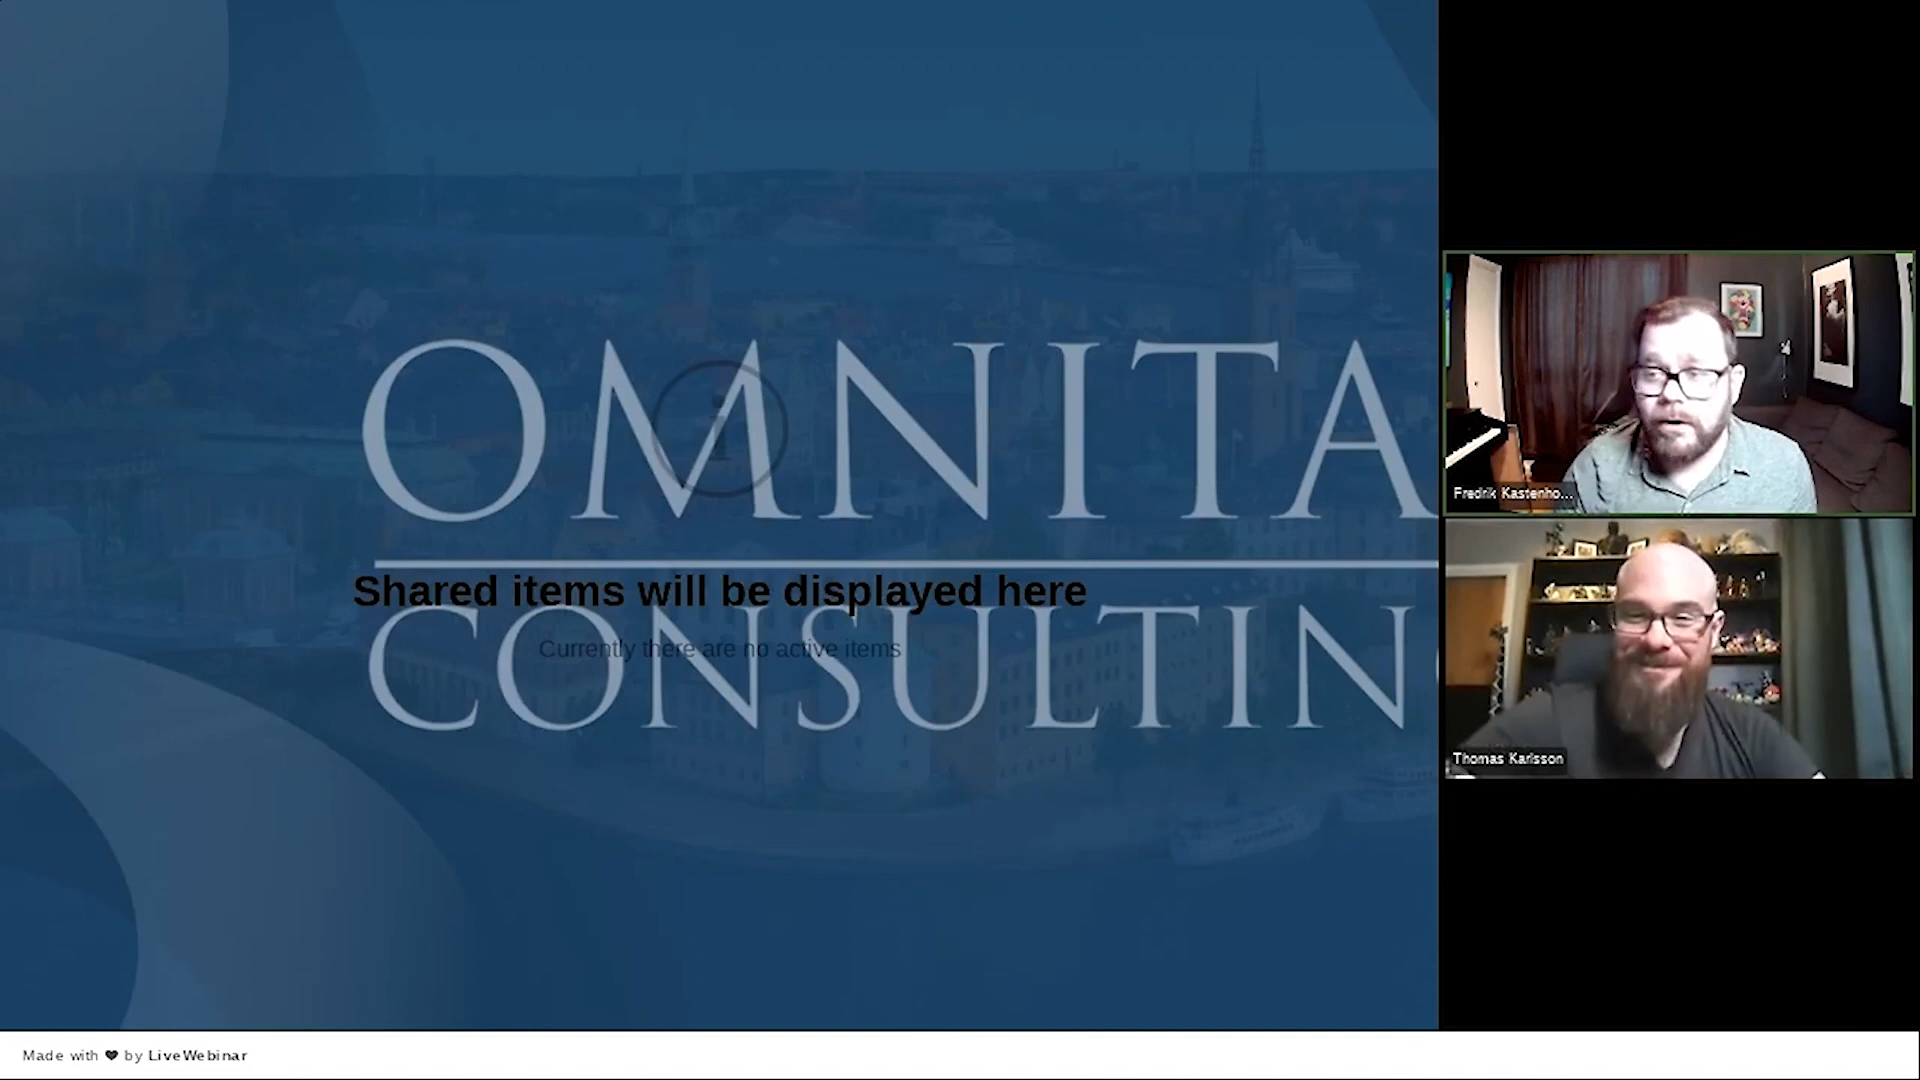 OMNITA
Shared items will be displayed here
CONSULTIN
Currently there are no active items
Fredrik Kastenho...
Thomas Karlsson
Made with ❤ by LiveWebinar